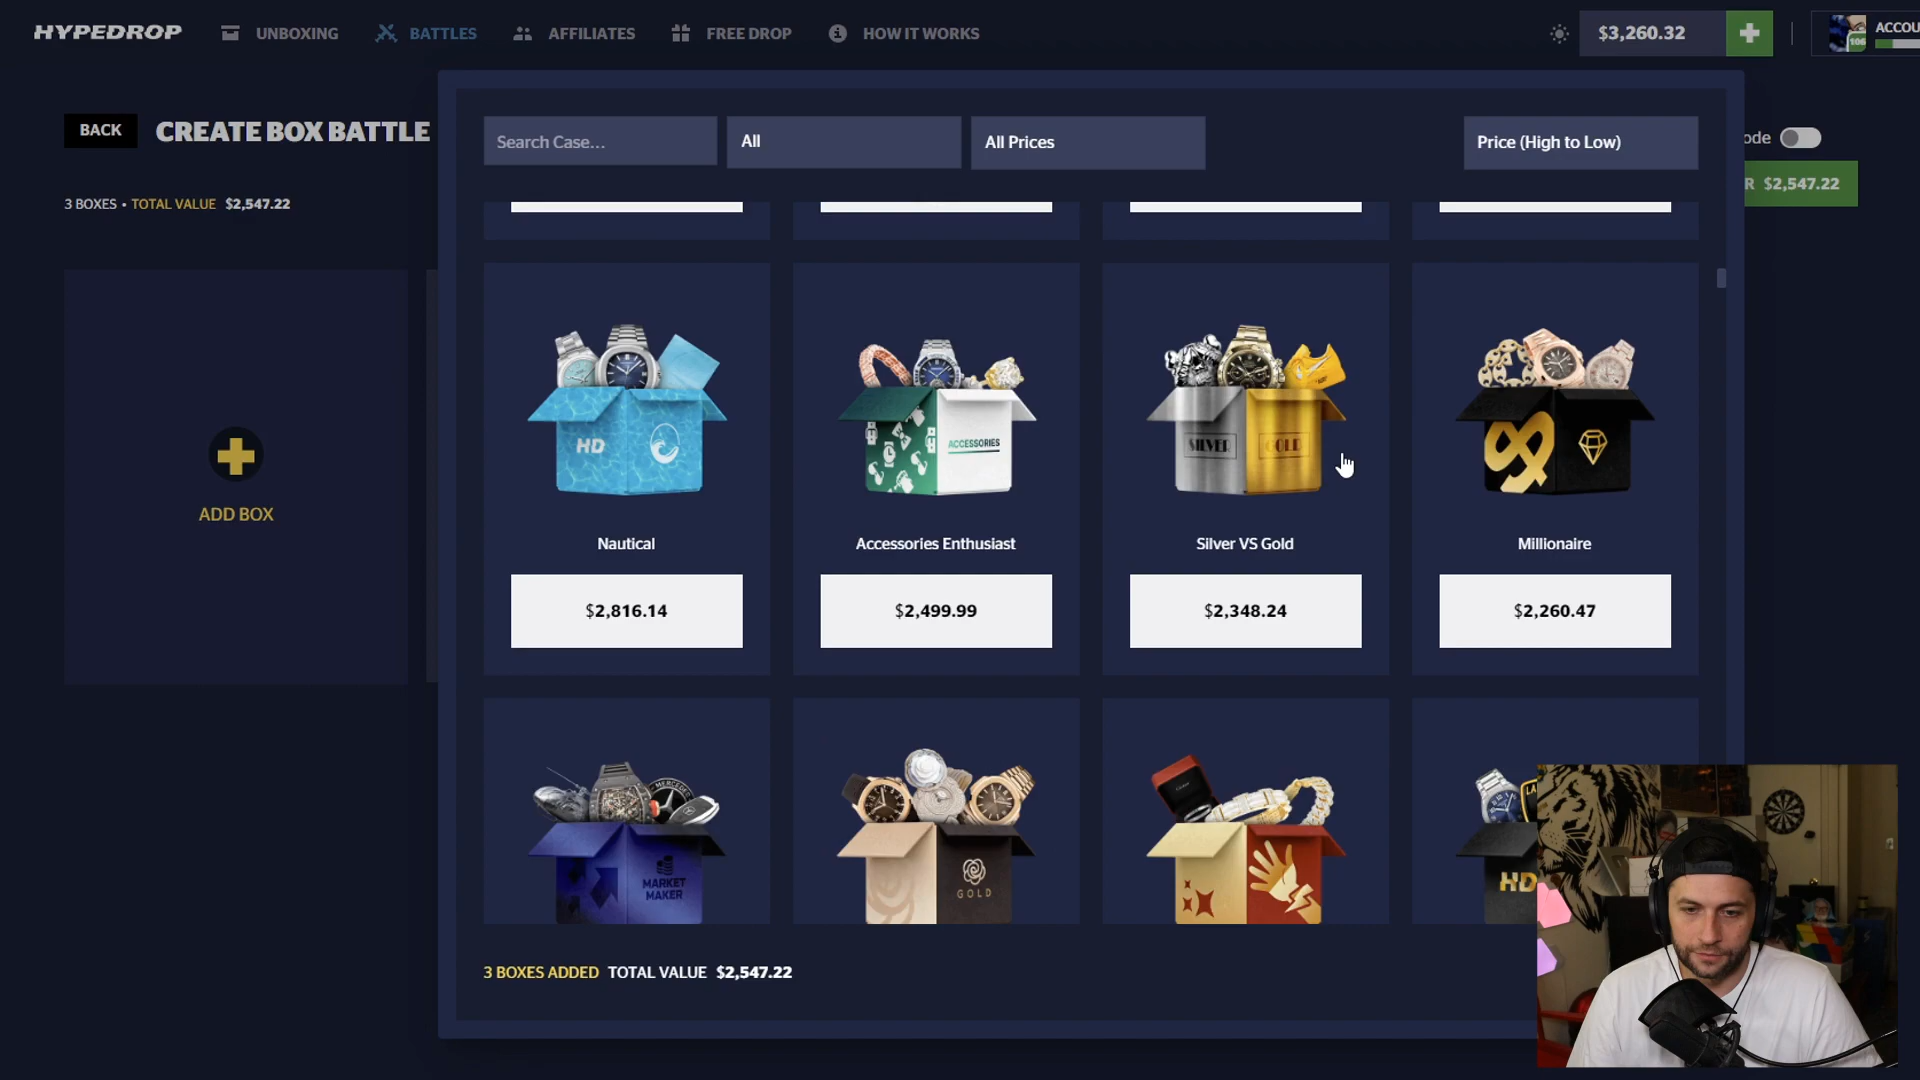 HYPEDROP
UNBOXING
BATTLES
AFFILIATES
FREE DROP
HOW IT WORKS
$3,260.32
106
ACCOU
BACK
CREATE BOX BATTLE
3 BOXES • TOTAL VALUE $2,547.22
Search Case...
All
All Prices
Price (High to Low)
ode
R $2,547.22
ADD BOX
HD
ACCESSORIES
SILVER
GOLD
Nautical
Accessories Enthusiast
Silver VS Gold
Millionaire
$2,816.14
$2,499.99
$2,348.24
$2,260.47
MARKET
MAKER
GOLD
HD
3 BOXES ADDED TOTAL VALUE $2,547.22